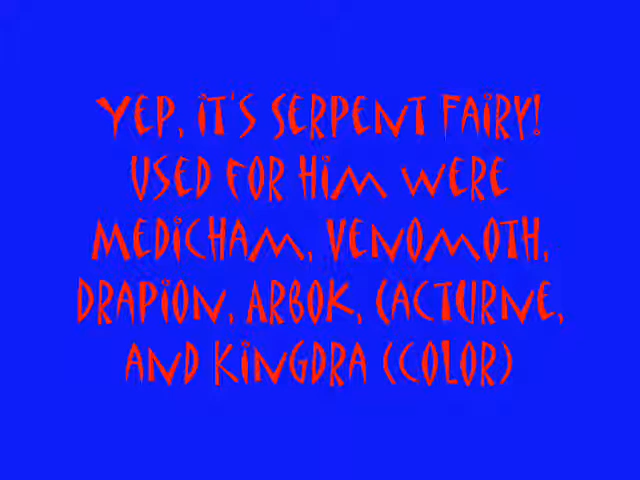 YEP, IT'S SERPENT FAIRY!
USED FOR HIM WERE
MEDICHAM, VENOMOTH,
DRAPION, ARBOK, CACTURNE,
AND KINGDRA (COLOR)